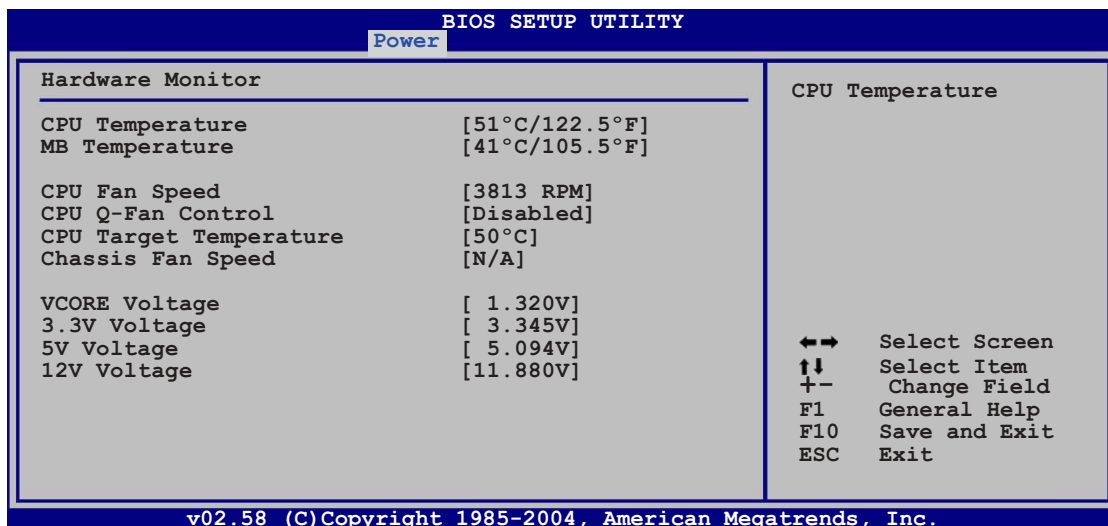 BIOS SETUP UTILITY
Power
Hardware Monitor
CPU Temperature [51°C/122.5°F]
MB Temperature [41°C/105.5°F]
CPU Fan Speed [3813 RPM]
CPU Q-Fan Control [Disabled]
CPU Target Temperature [50°C]
Chassis Fan Speed [N/A]
VCORE Voltage [ 1.320V]
3.3V Voltage [ 3.345V]
5V Voltage [ 5.094V]
12V Voltage [11.880V]
CPU Temperature
←→ Select Screen
↑↓ Select Item
+- Change Field
F1 General Help
F10 Save and Exit
ESC Exit
v02.58 (C)Copyright 1985-2004, American Megatrends, Inc.